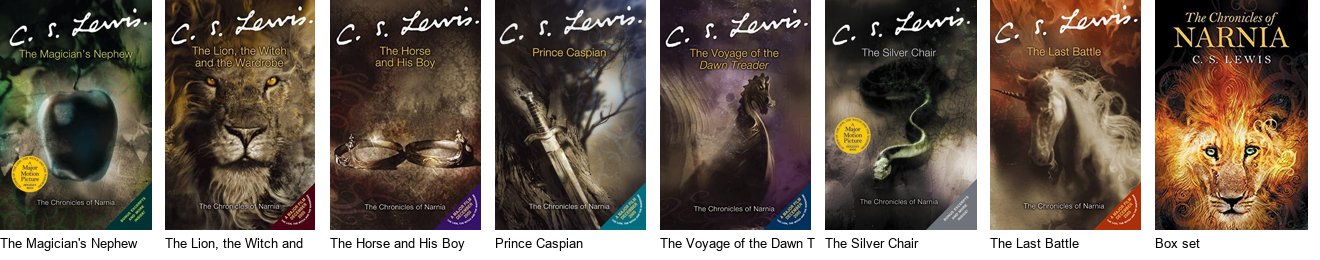 C. S. Lewis.
The Magician's Nephew
Major
Motion
Picture
The Chronicles of Narnia
The Magician's Nephew
C. S. Lewis.
The Lion, the Witch
and the Wardrobe
The Chronicles of Narnia
The Lion, the Witch and
C. S. Lewis.
The Horse
and His Boy
The Chronicles of Narnia
The Horse and His Boy
C. S. Lewis.
Prince Caspian
The Chronicles of Narnia
Prince Caspian
C. S. Lewis.
The Voyage of the
Dawn Treader
The Chronicles of Narnia
The Voyage of the Dawn T
C. S. Lewis.
The Silver Chair
Major
Motion
Picture
The Chronicles of Narnia
The Silver Chair
C. S. Lewis.
The Last Battle
The Chronicles of Narnia
The Last Battle
The Chronicles of
NARNIA
C. S. LEWIS
Box set